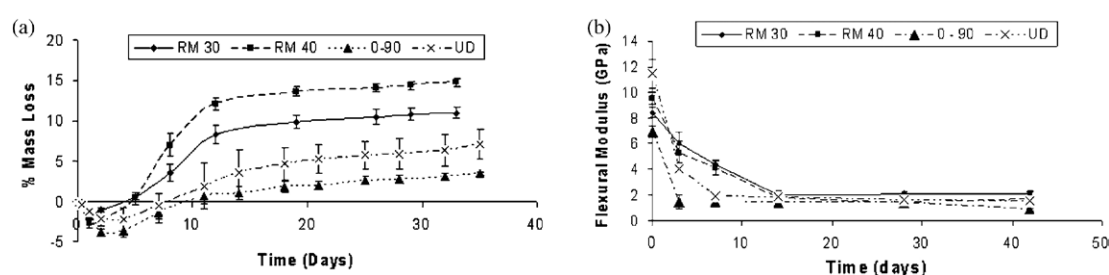 (a)
RM 30 RM 40 0-90 UD
20
15
10
5
0
-5
0 10 20 30 40
% Mass Loss
Time (Days)
(b)
RM 30 RM 40 0 - 90 UD
14
12
10
8
6
4
2
0
0 10 20 30 40 50
Flexural Modulus (GPa)
Time (days)